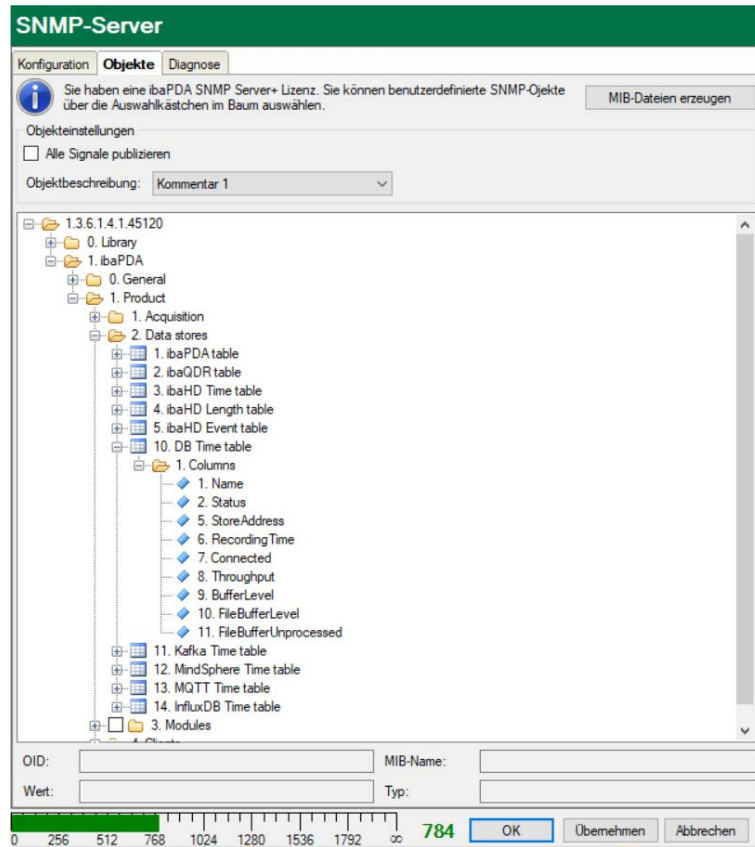 SNMP-Server
Konfiguration Objekte Diagnose
Sie haben eine ibaPDA SNMP Server+ Lizenz. Sie können benutzerdefinierte SNMP-Ojekte
über die Auswahlkästchen im Baum auswählen.
MIB-Dateien erzeugen
Objekteinstellungen
Alle Signale publizieren
Objektbeschreibung: Kommentar 1
1.3.6.1.4.1.45120
0. Library
1. ibaPDA
0. General
1. Product
1. Acquisition
2. Data stores
1. ibaPDA table
2. ibaQDR table
3. ibaHD Time table
4. ibaHD Length table
5. ibaHD Event table
10. DB Time table
1. Columns
1. Name
2. Status
5. StoreAddress
6. RecordingTime
7. Connected
8. Throughput
9. BufferLevel
10. FileBufferLevel
11. FileBufferUnprocessed
11. Kafka Time table
12. MindSphere Time table
13. MQTT Time table
14. InfluxDB Time table
3. Modules
4. Clients
OID: MIB-Name:
Wert: Typ:
0 256 512 768 1024 1280 1536 1792 ∞ 784 OK Übernehmen Abbrechen